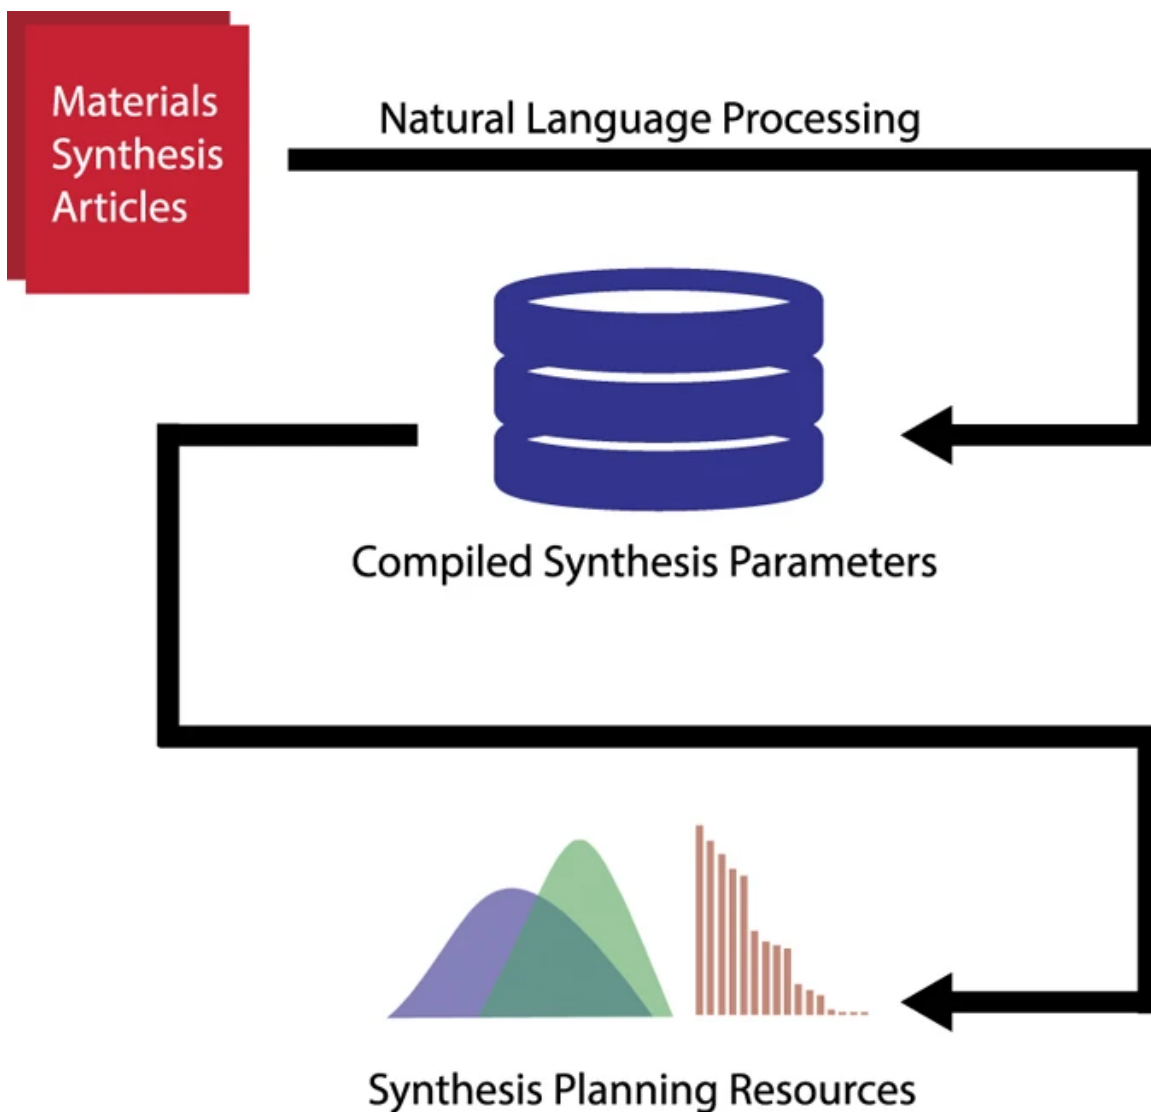 Materials
Synthesis
Articles
Natural Language Processing
Compiled Synthesis Parameters
Synthesis Planning Resources